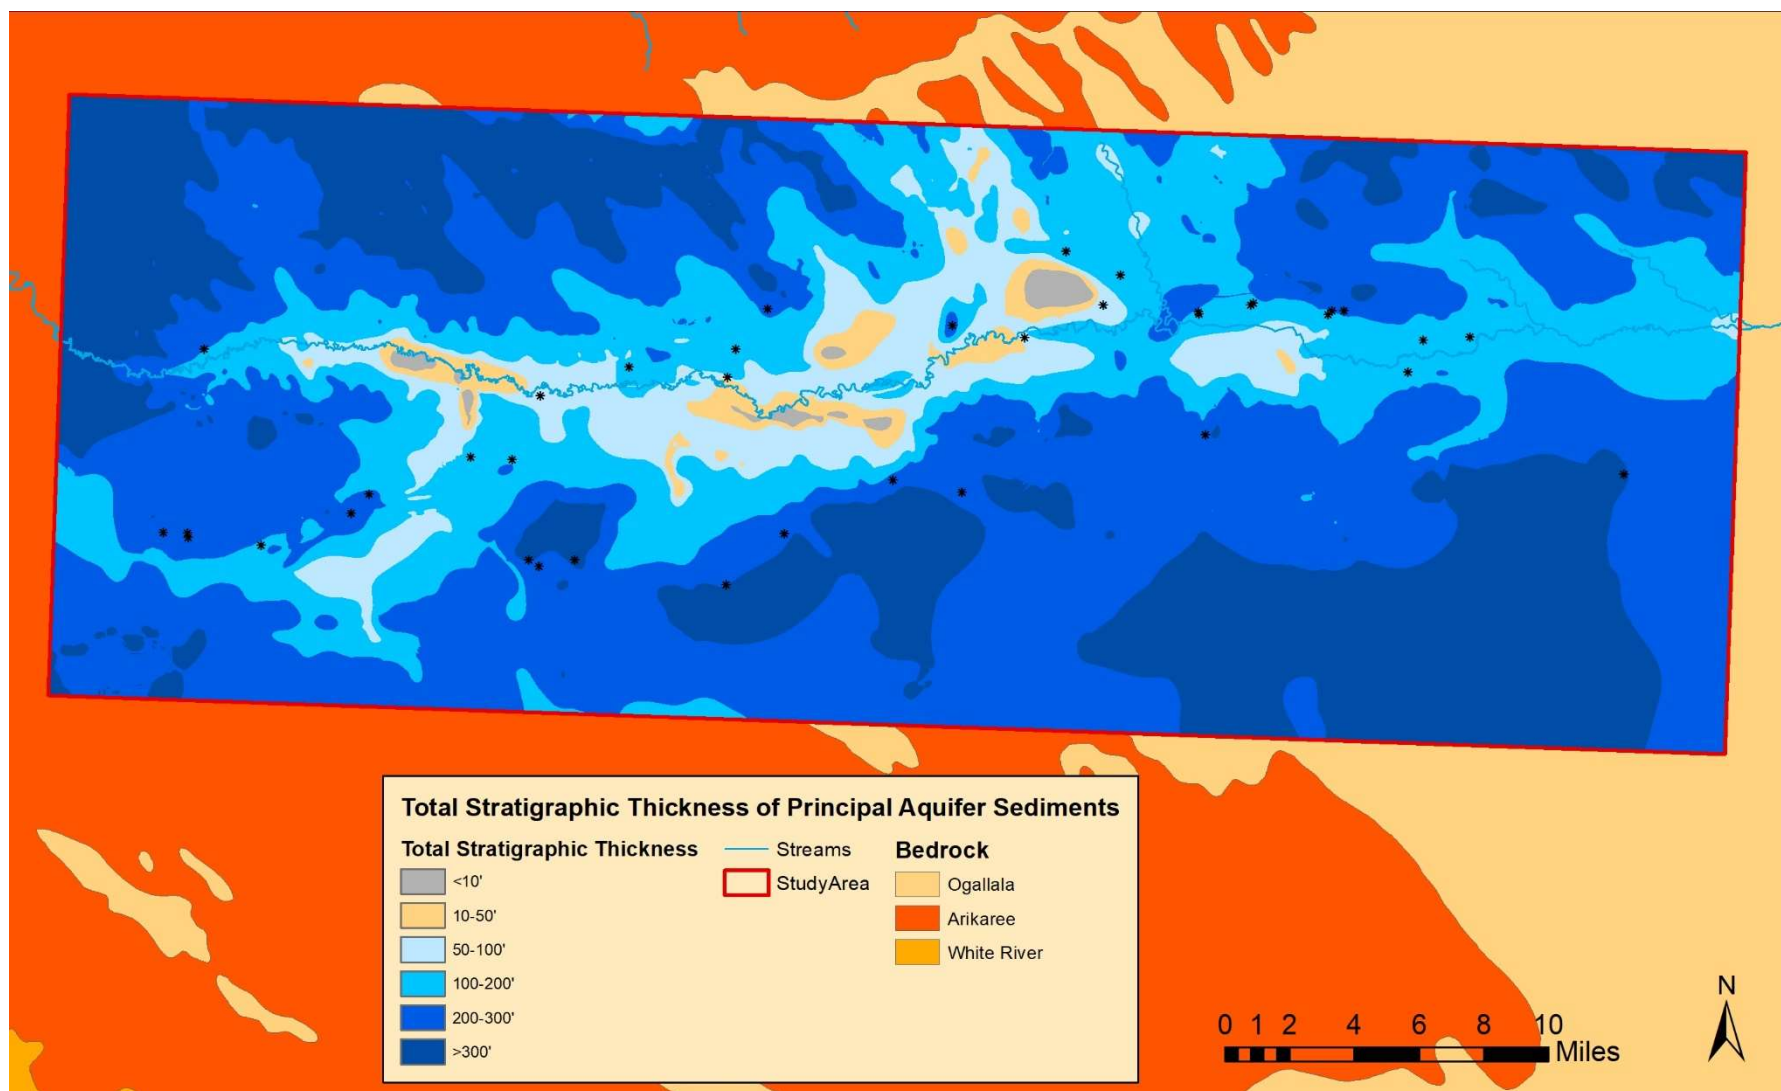 Total Stratigraphic Thickness of Principal Aquifer Sediments
Total Stratigraphic Thickness
<10'
10-50'
50-100'
100-200'
200-300'
>300'
Streams
StudyArea
Bedrock
Ogallala
Arikaree
White River
N
0 1 2 4 6 8 10
Miles